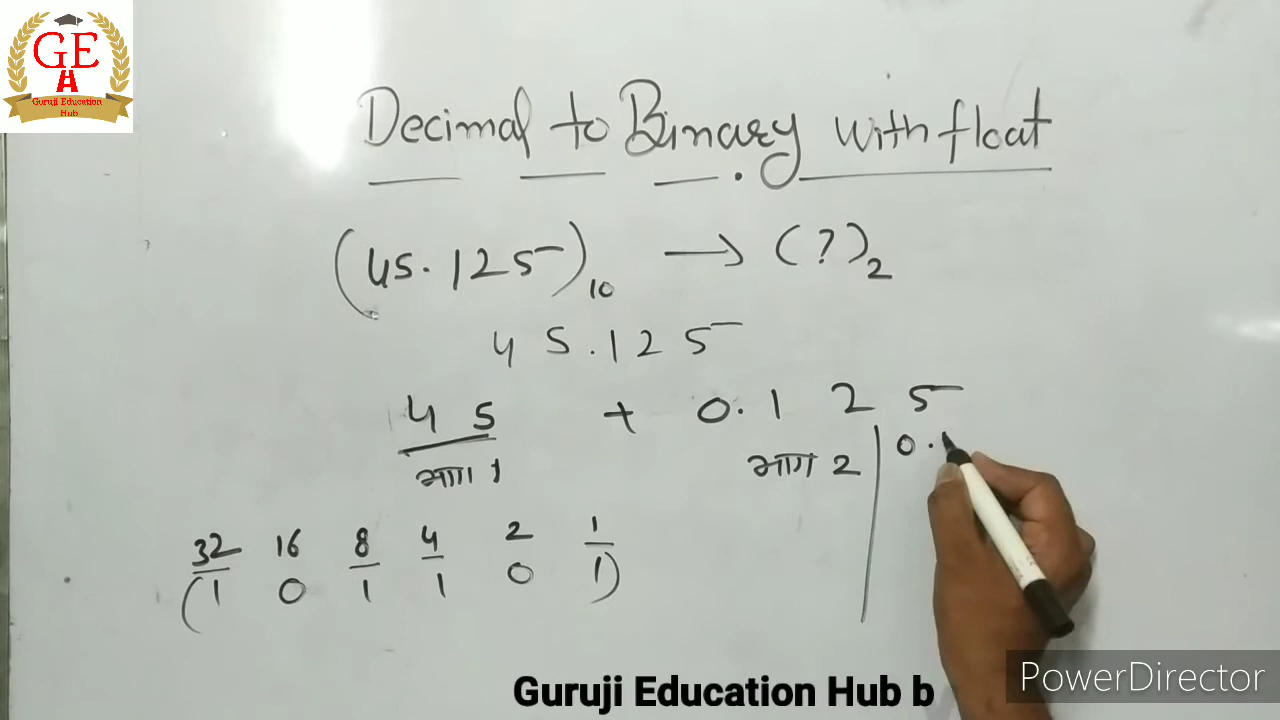 GE
H
Guruji Education
Hub
Decimal to Binary with float
(45.125)10 → (?)2
45.125
45 + 0.125
भाग 1 भाग 2 0.1
32 16 8 4 2 1
(1 0 1 1 0 1)
Guruji Education Hub b
PowerDirector